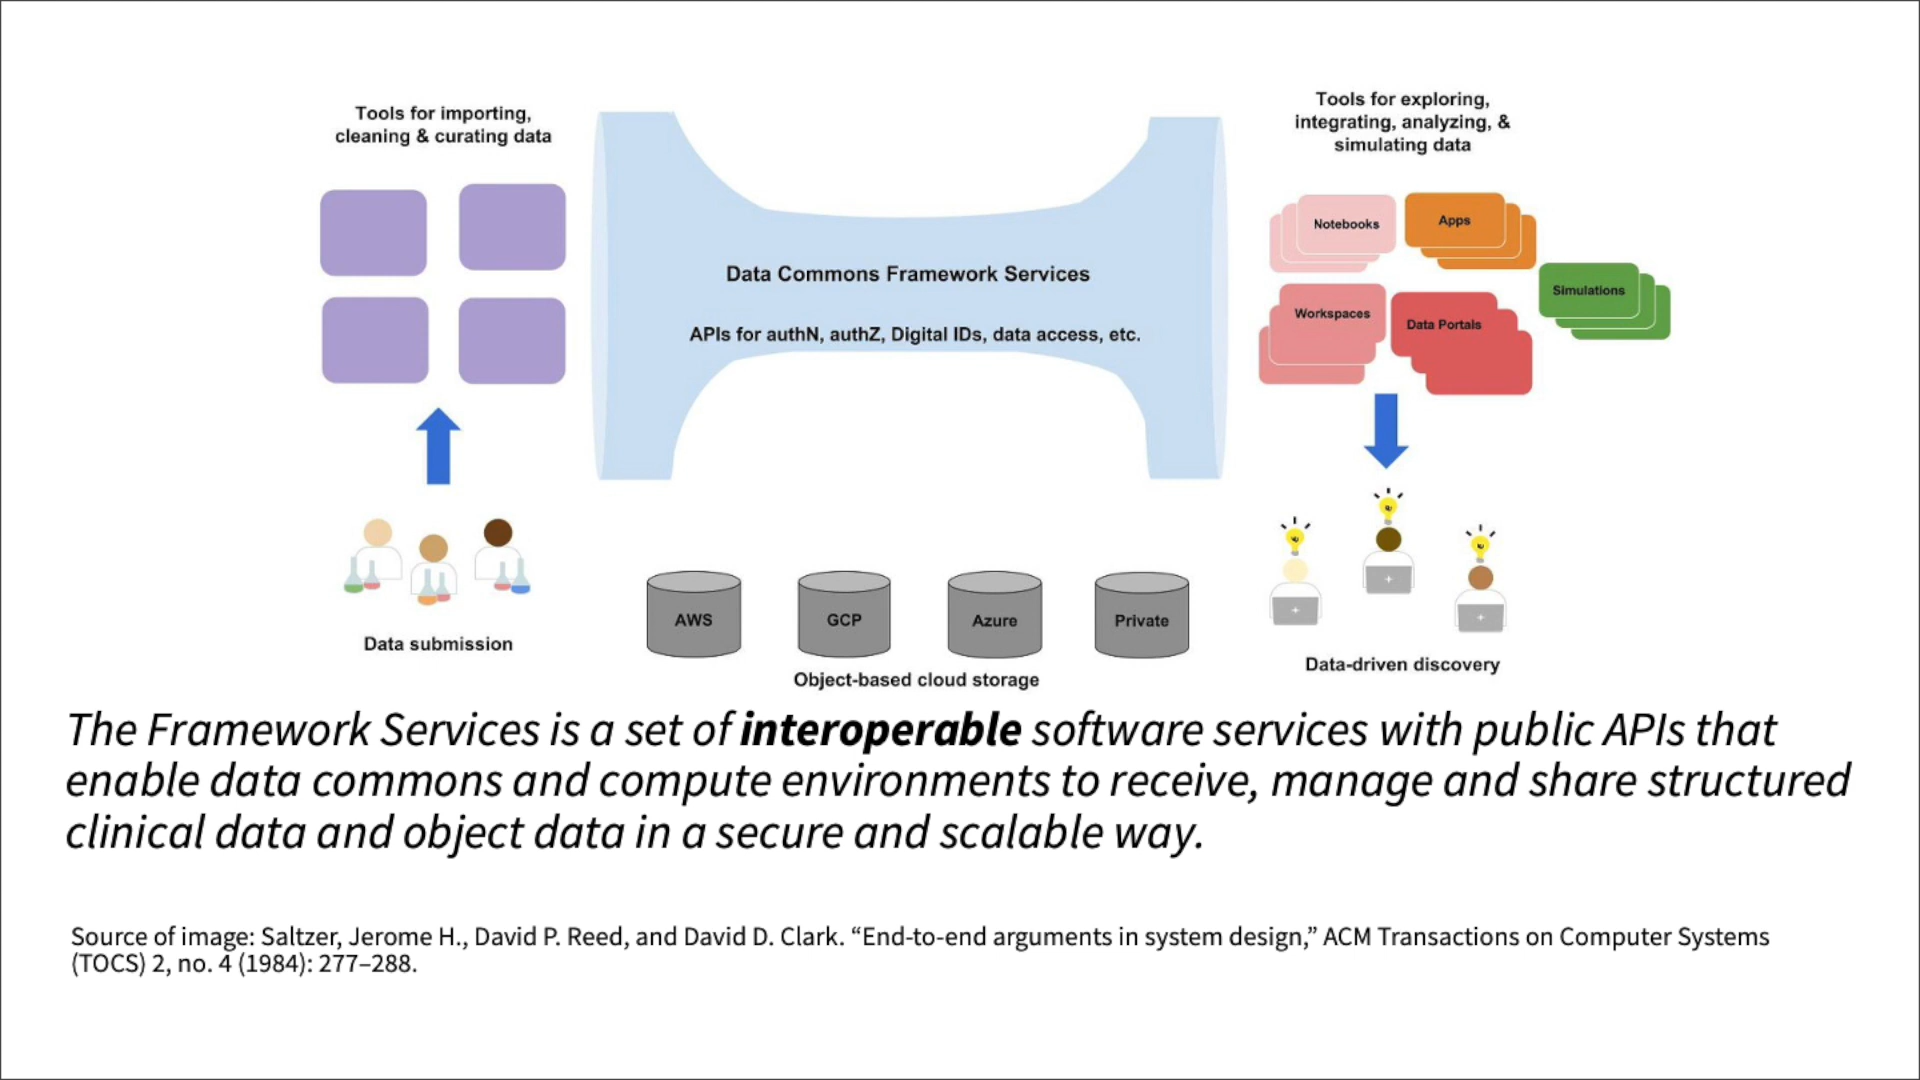 Tools for importing,
cleaning & curating data
Tools for exploring,
integrating, analyzing, &
simulating data
Notebooks
Apps
Simulations
Workspaces
Data Portals
Data Commons Framework Services
APIs for authN, authZ, Digital IDs, data access, etc.
AWS
GCP
Azure
Private
Data submission
Object-based cloud storage
Data-driven discovery
The Framework Services is a set of interoperable software services with public APIs that
enable data commons and compute environments to receive, manage and share structured
clinical data and object data in a secure and scalable way.
Source of image: Saltzer, Jerome H., David P. Reed, and David D. Clark. “End-to-end arguments in system design,” ACM Transactions on Computer Systems
(TOCS) 2, no. 4 (1984): 277–288.